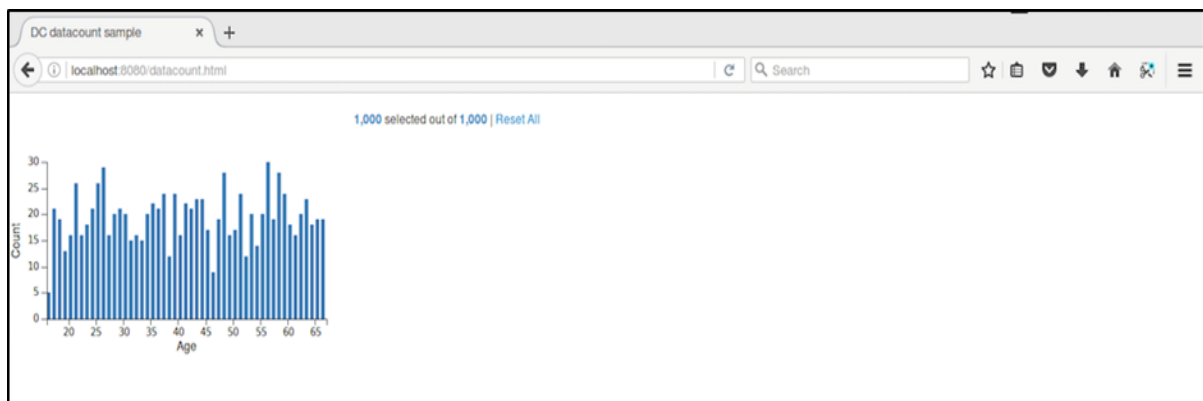 DC datacount sample × +
localhost:8080/datacount.html
Search
1,000 selected out of 1,000 | Reset All
30
25
20
15
10
5
0
Count
20 25 30 35 40 45 50 55 60 65
Age